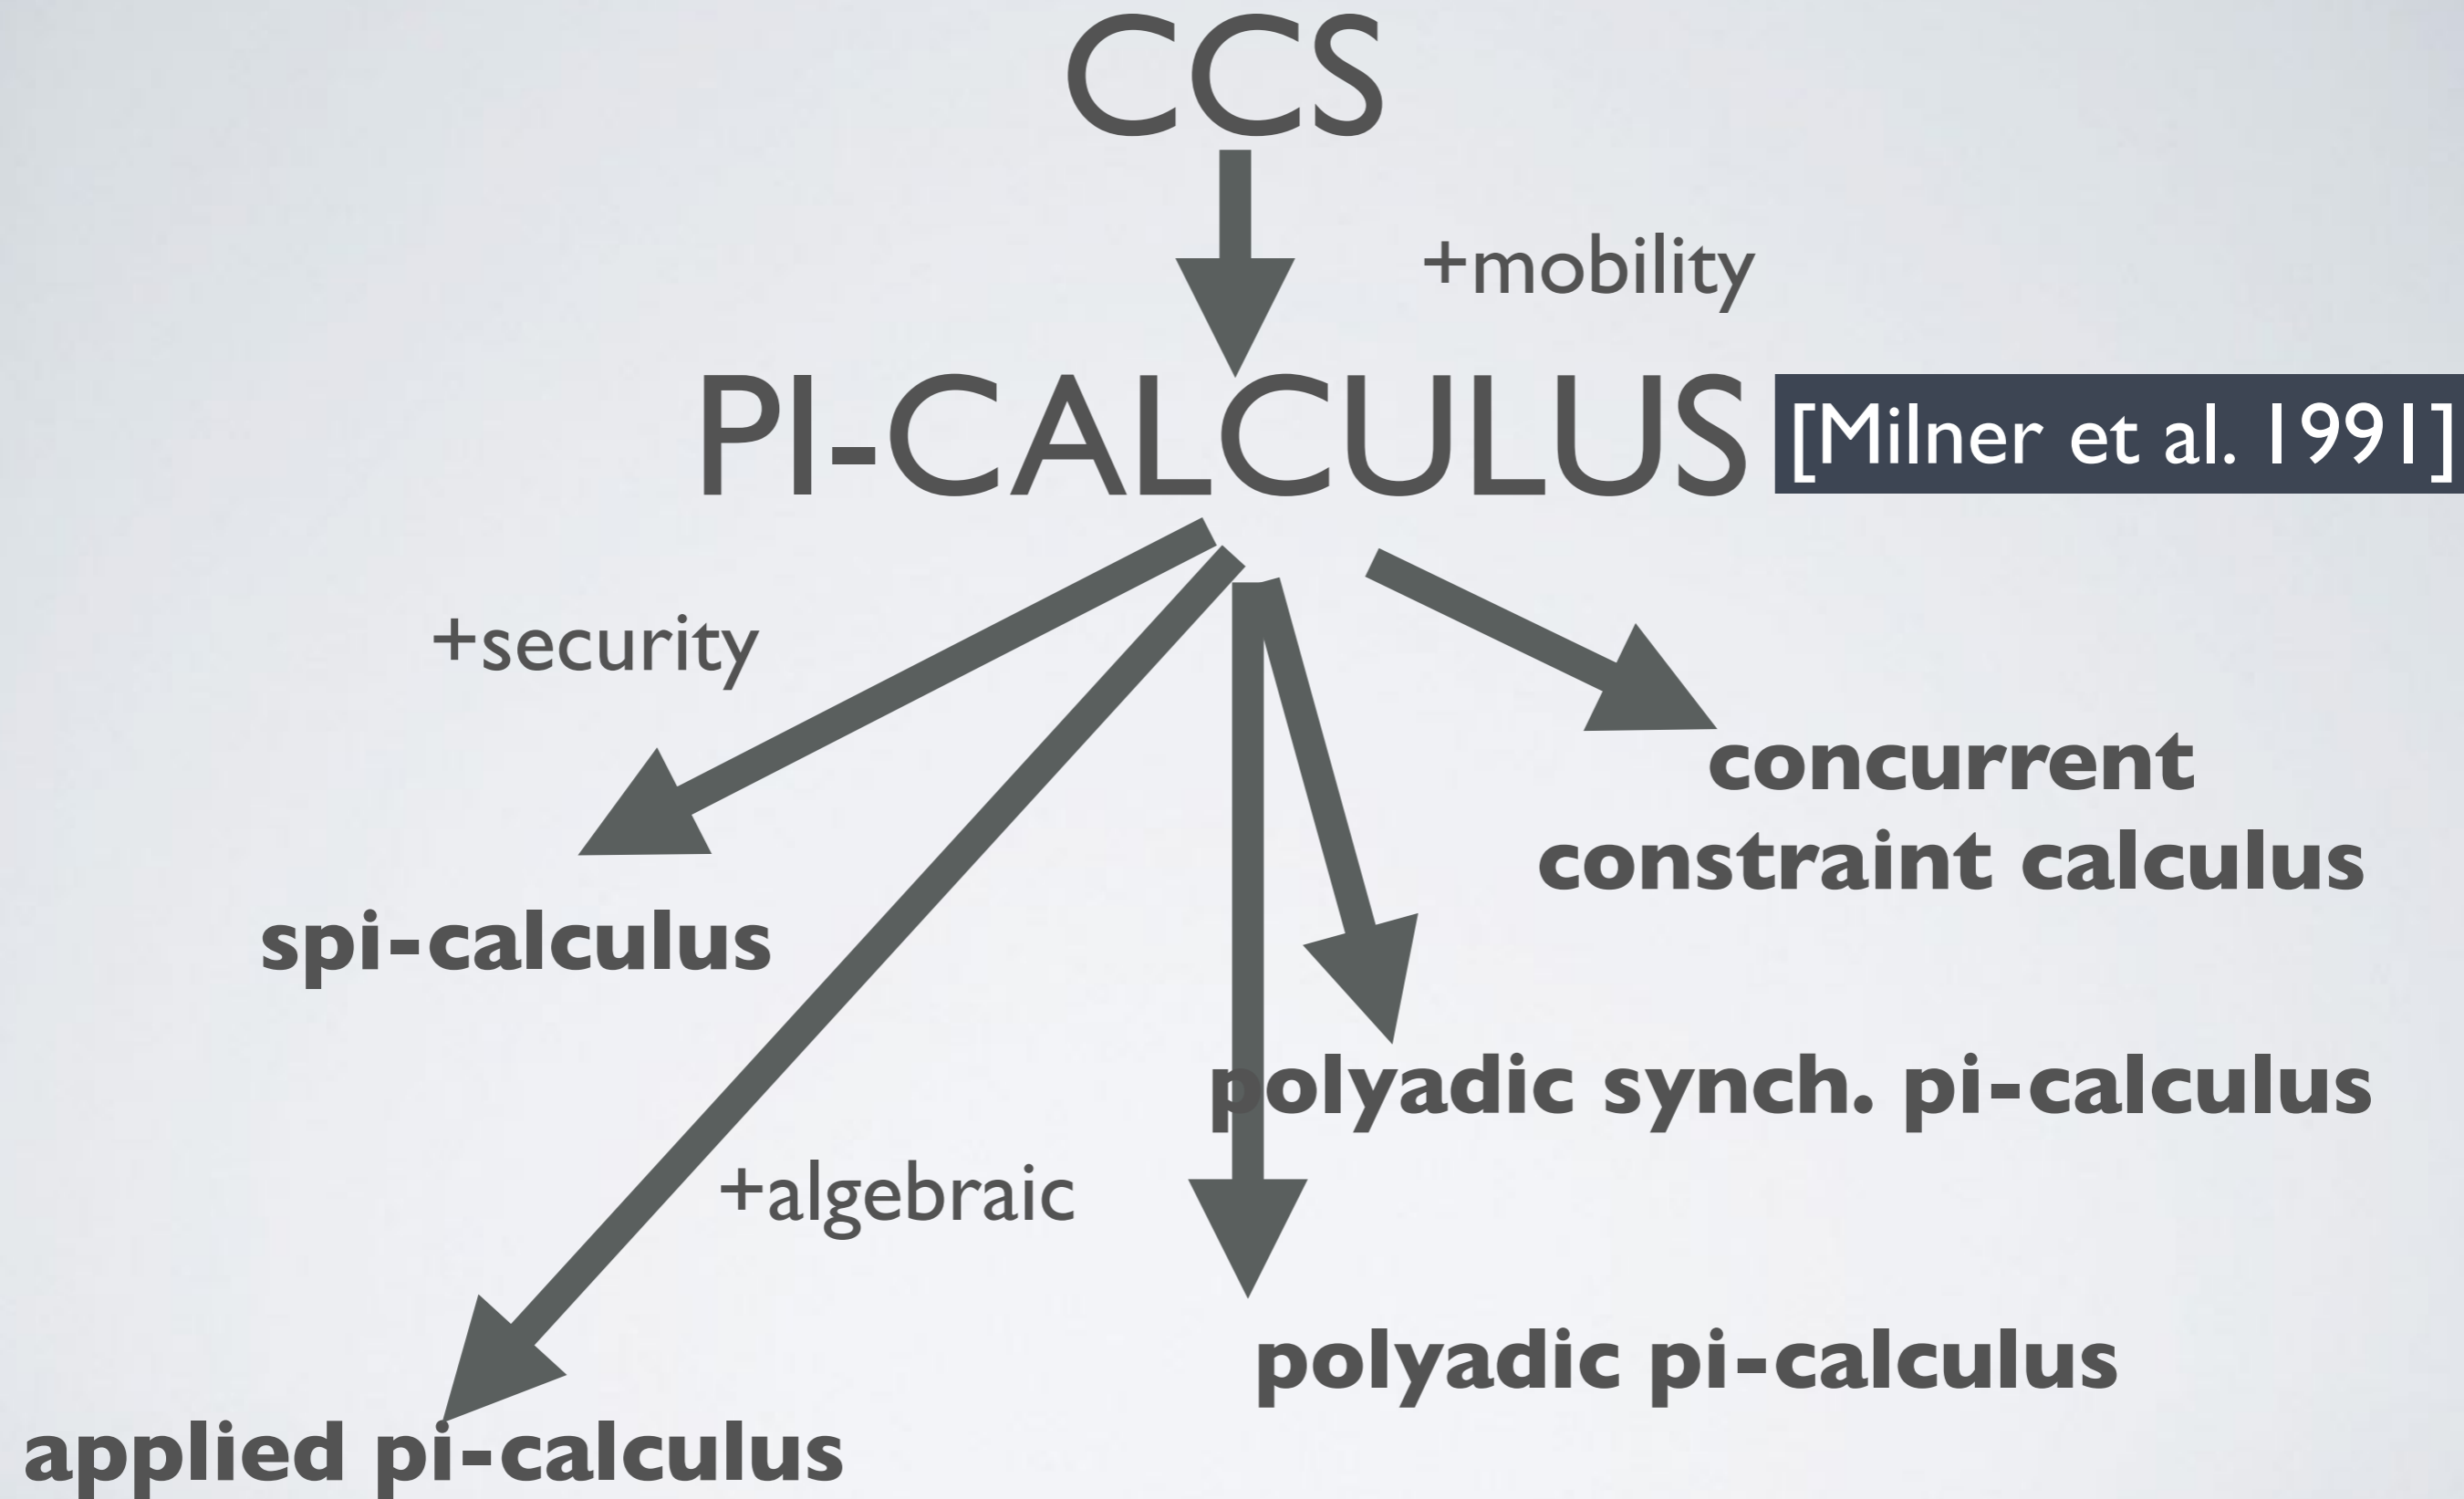 CCS
+mobility
PI-CALCULUS [Milner et al. 1991]
+security
concurrent
constraint calculus
spi-calculus
polyadic synch. pi-calculus
+algebraic
polyadic pi-calculus
applied pi-calculus